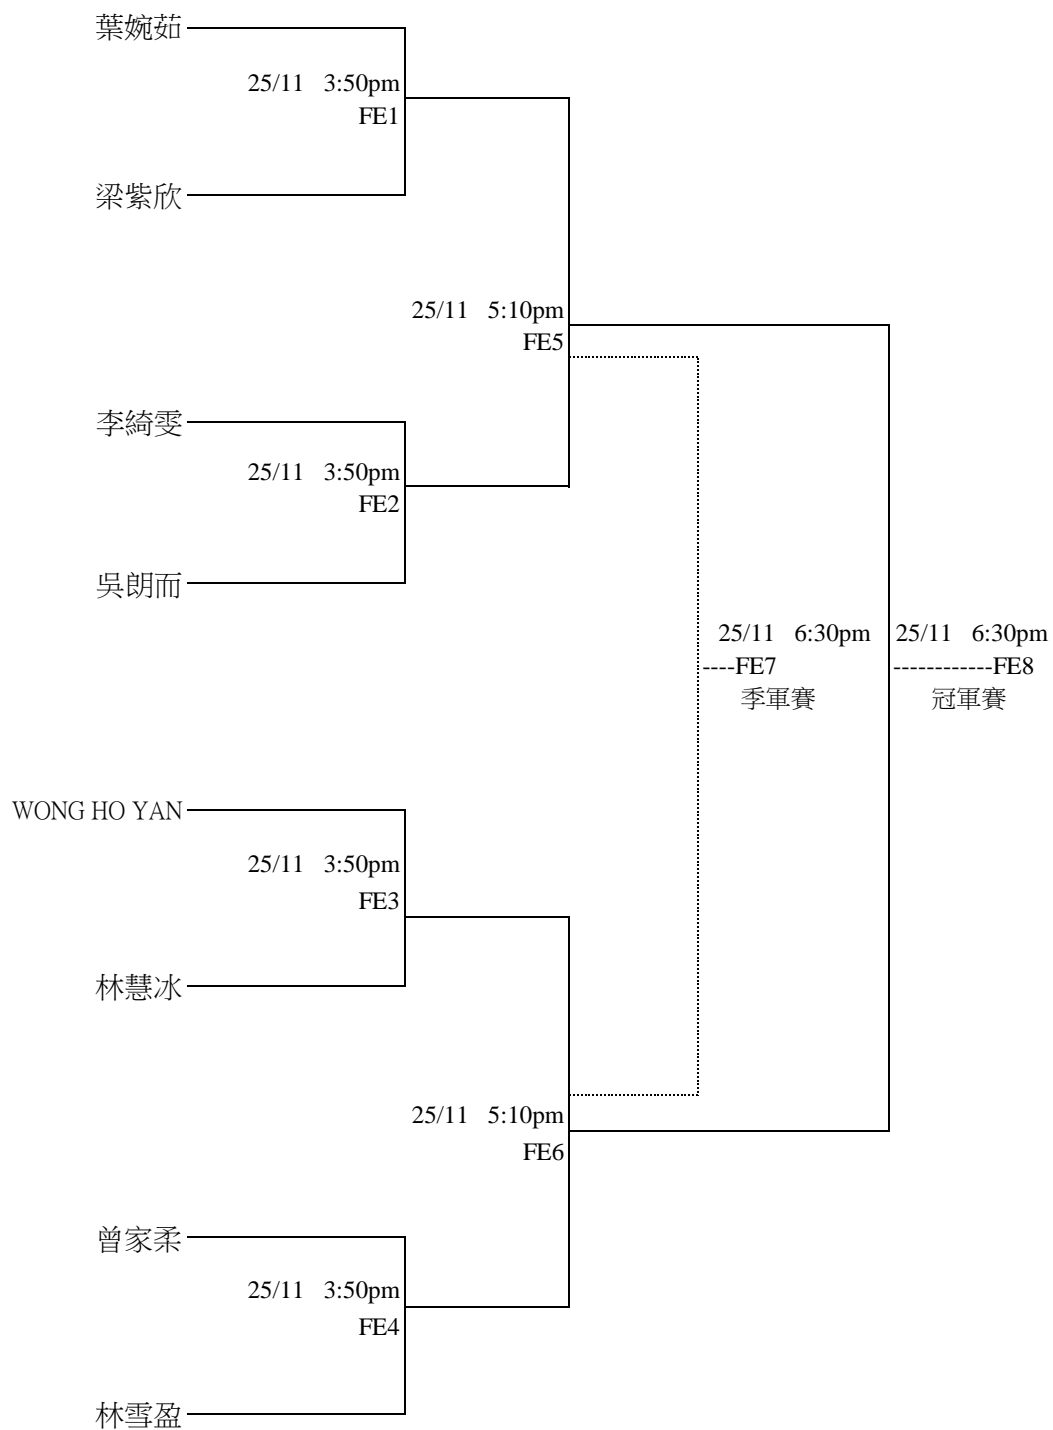 葉婉茹
25/11 3:50pm
FE1
梁紫欣
25/11 5:10pm
FE5
李綺雯
25/11 3:50pm
FE2
吳朗而
25/11 6:30pm 25/11 6:30pm
----FE7 ------------FE8
季軍賽 冠軍賽
WONG HO YAN
25/11 3:50pm
FE3
林慧冰
25/11 5:10pm
FE6
曾家柔
25/11 3:50pm
FE4
林雪盈